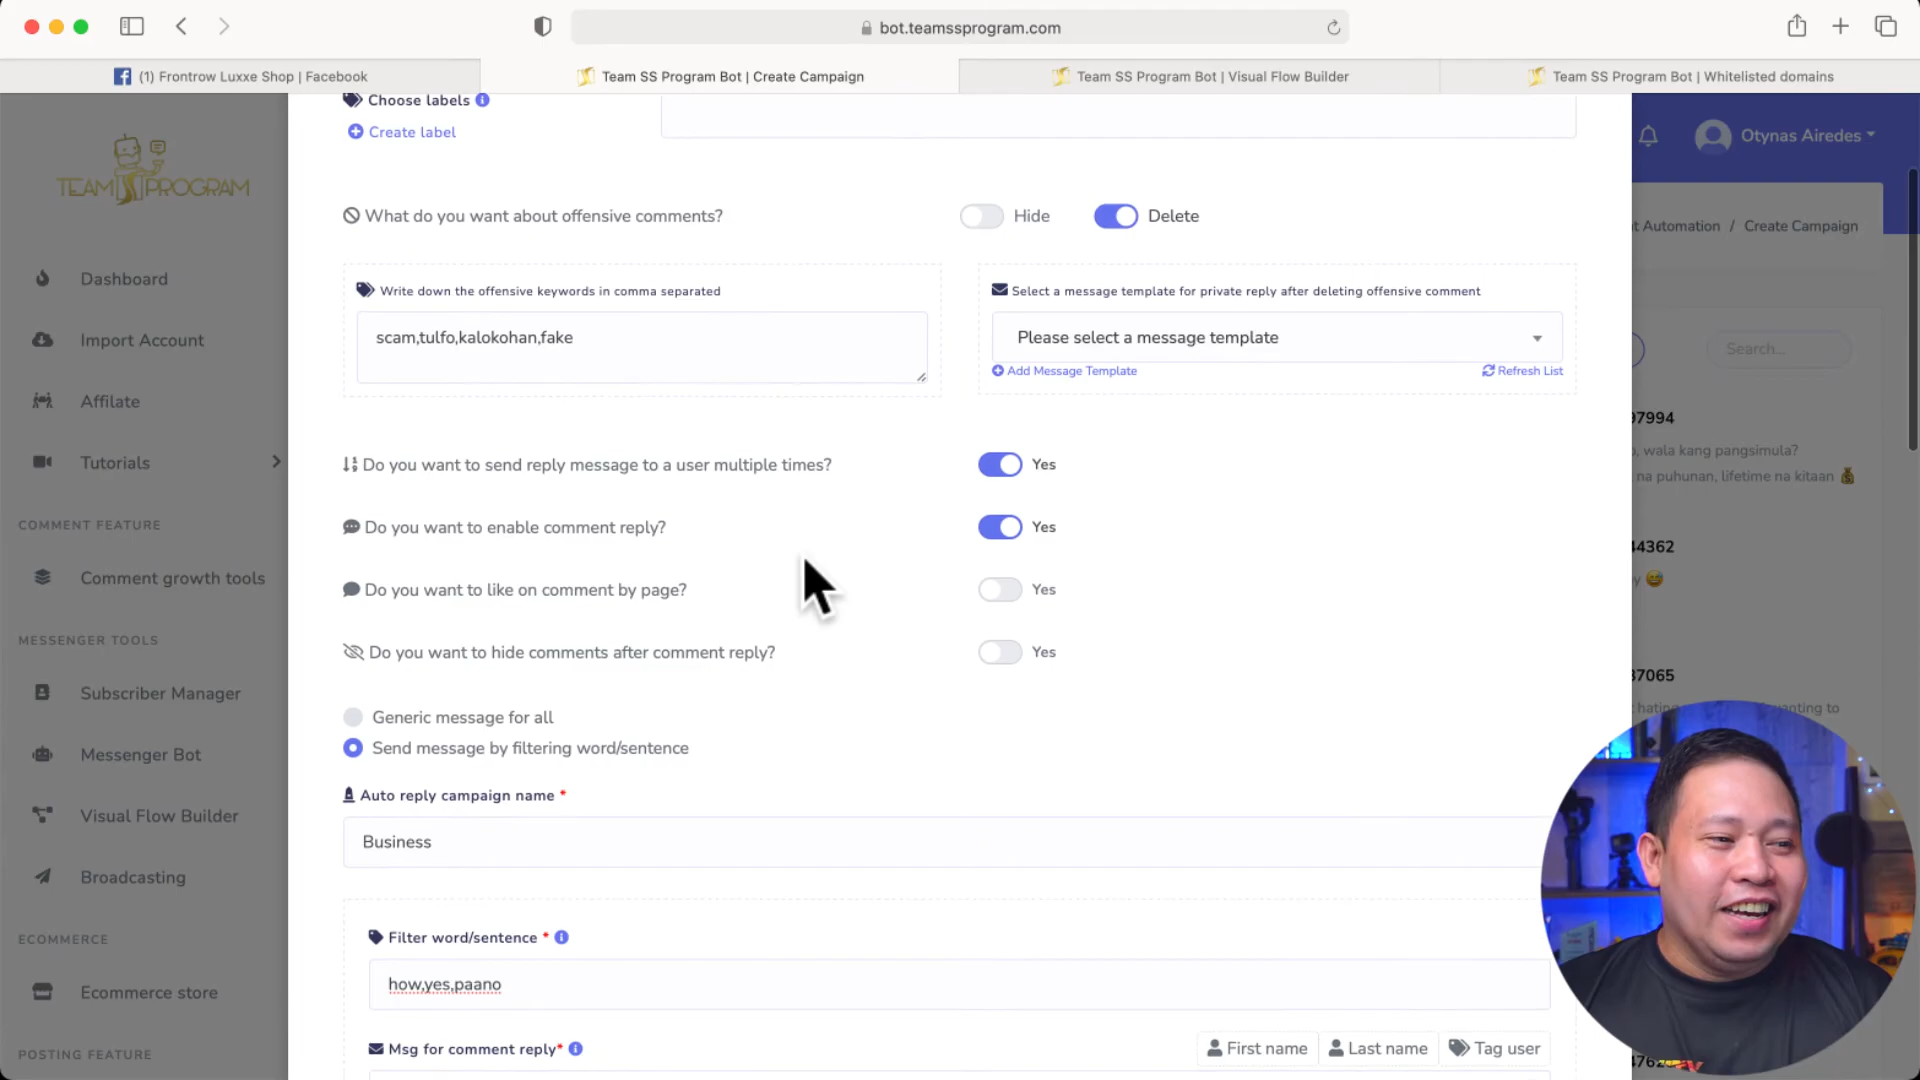 bot.teamssprogram.com
(1) Frontrow Luxxe Shop | Facebook
Team SS Program Bot | Create Campaign
Team SS Program Bot | Visual Flow Builder
Team SS Program Bot | Whitelisted domains
TEAM PROGRAM
Dashboard
Import Account
Affilate
Tutorials
COMMENT FEATURE
Comment growth tools
MESSENGER TOOLS
Subscriber Manager
Messenger Bot
Visual Flow Builder
Broadcasting
ECOMMERCE
Ecommerce store
POSTING FEATURE
Choose labels
Create label
What do you want about offensive comments?
Hide
Delete
Write down the offensive keywords in comma separated
scam,tulfo,kalokohan,fake
Select a message template for private reply after deleting offensive comment
Please select a message template
Add Message Template
Refresh List
Do you want to send reply message to a user multiple times?
Yes
Do you want to enable comment reply?
Yes
Do you want to like on comment by page?
Yes
Do you want to hide comments after comment reply?
Yes
Generic message for all
Send message by filtering word/sentence
Auto reply campaign name *
Business
Filter word/sentence *
how,yes,paano
Msg for comment reply*
First name
Last name
Tag user
Otynas Airedes
Automation / Create Campaign
Search...
97994
wala kang pangsimula?
na puhunan, lifetime na kitaan
44362
37065
hating
anting to